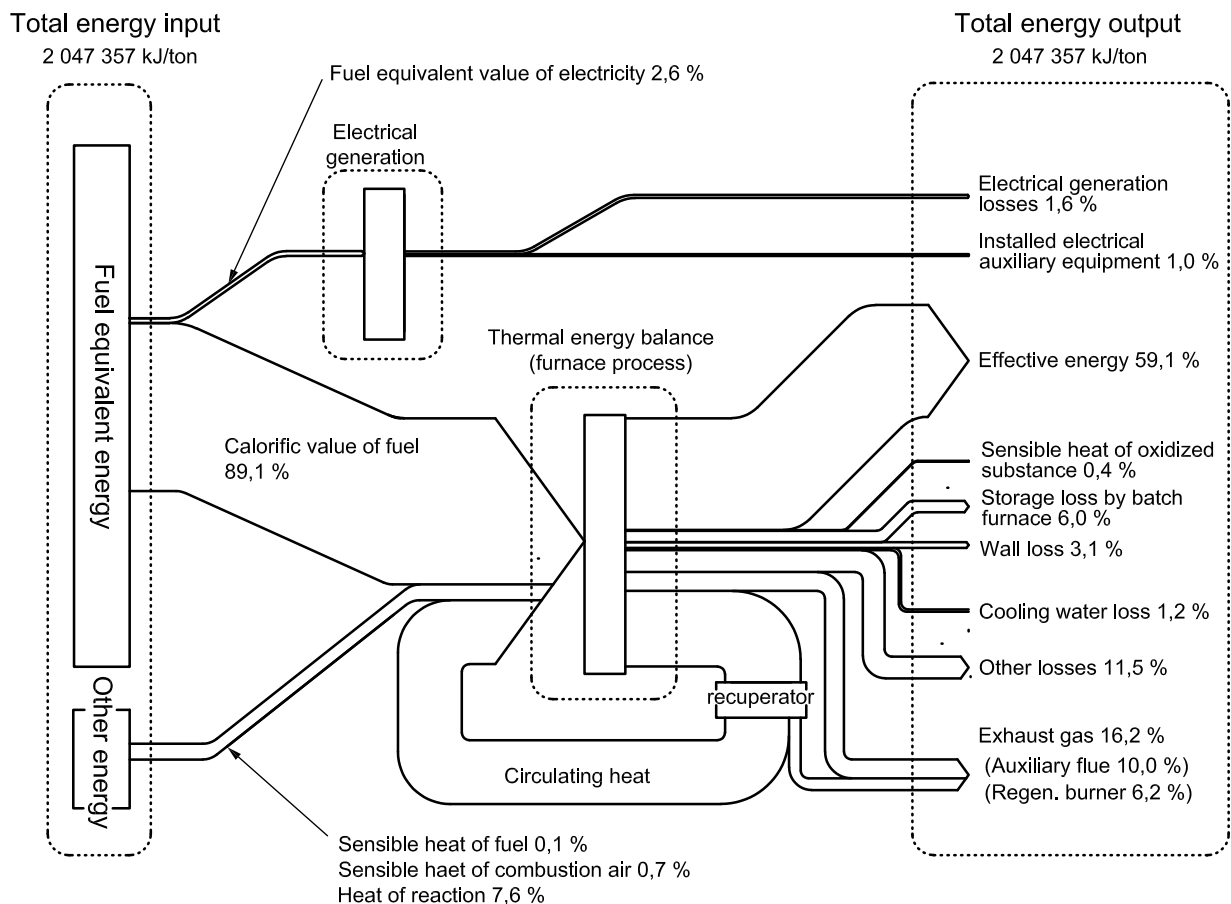 Total energy input
2 047 357 kJ/ton
Total energy output
2 047 357 kJ/ton
Fuel equivalent value of electricity 2,6 %
Electrical
generation
Electrical generation
losses 1,6 %
Installed electrical
auxiliary equipment 1,0 %
Fuel equivalent energy
Thermal energy balance
(furnace process)
Effective energy 59,1 %
Calorific value of fuel
89,1 %
Sensible heat of oxidized
substance 0,4 %
Storage loss by batch
furnace 6,0 %
Wall loss 3,1 %
Cooling water loss 1,2 %
Other losses 11,5 %
Other energy
recuperator
Circulating heat
Exhaust gas 16,2 %
(Auxiliary flue 10,0 %)
(Regen. burner 6,2 %)
Sensible heat of fuel 0,1 %
Sensible haet of combustion air 0,7 %
Heat of reaction 7,6 %